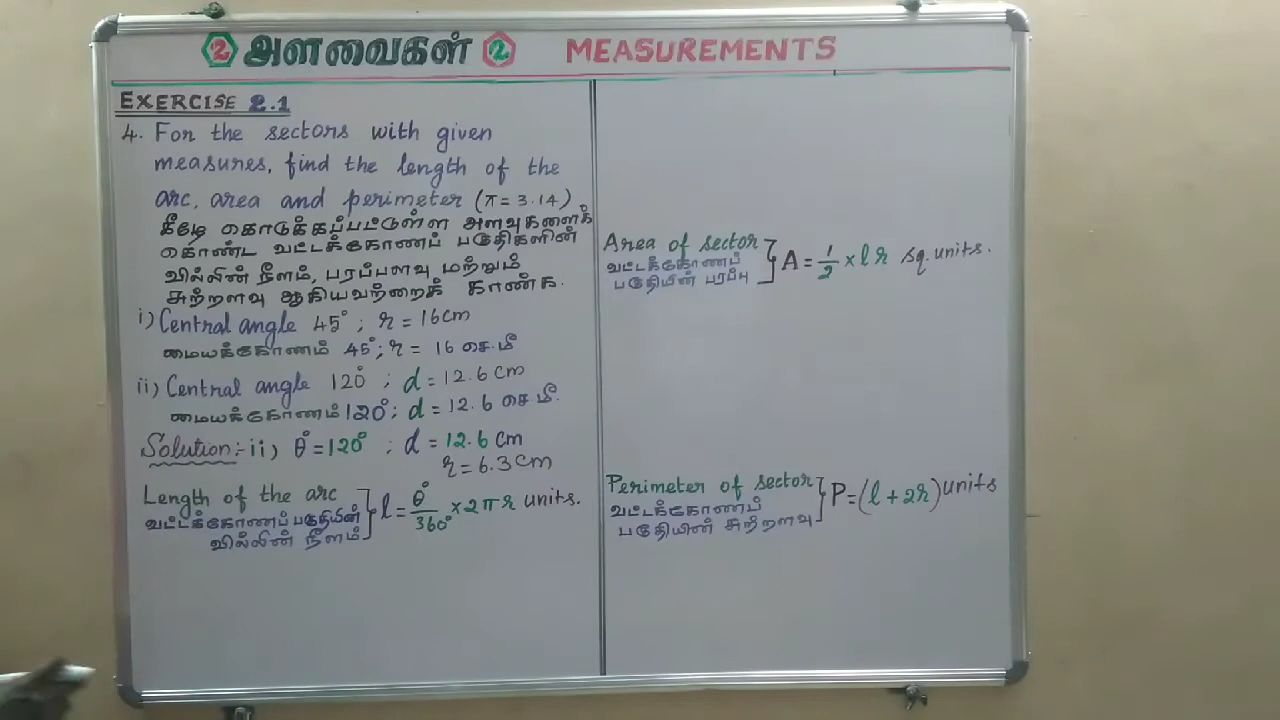 2 அளவைகள் 2 MEASUREMENTS
EXERCISE 2.1
4. For the sectors with given
measures, find the length of the
arc, area and perimeter (π = 3.14)
கீழே கொடுக்கப்பட்டுள்ள அளவுகளைக்
கொண்ட வட்டக்கோணப் பகுதிகளின்
வில்லின் நீளம், பரப்பளவு மற்றும்
சுற்றளவு ஆகியவற்றைக் காண்க.
i) Central angle 45°; r = 16cm
மையக்கோணம் 45°; r = 16 செ.மீ
ii) Central angle 120° ; d = 12.6 cm
மையக்கோணம் 120°; d = 12.6 செ.மீ.
Solution:- ii) θ° = 120° ; d = 12.6 cm
r = 6.3 cm
Length of the arc
வட்டக்கோணப் பகுதியின்
வில்லின் நீளம்
} l = θ°/360° × 2πr units.
Area of sector
வட்டக்கோணப்
பகுதியின் பரப்பு
} A = 1/2 × lr sq. units.
Perimeter of sector
வட்டக்கோணப்
பகுதியின் சுற்றளவு
} P = (l + 2r) units